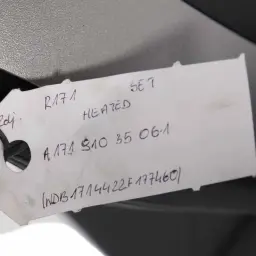 R171 SET
HEATED
A 171 910 35 06.1
(WDB1714422F177460)